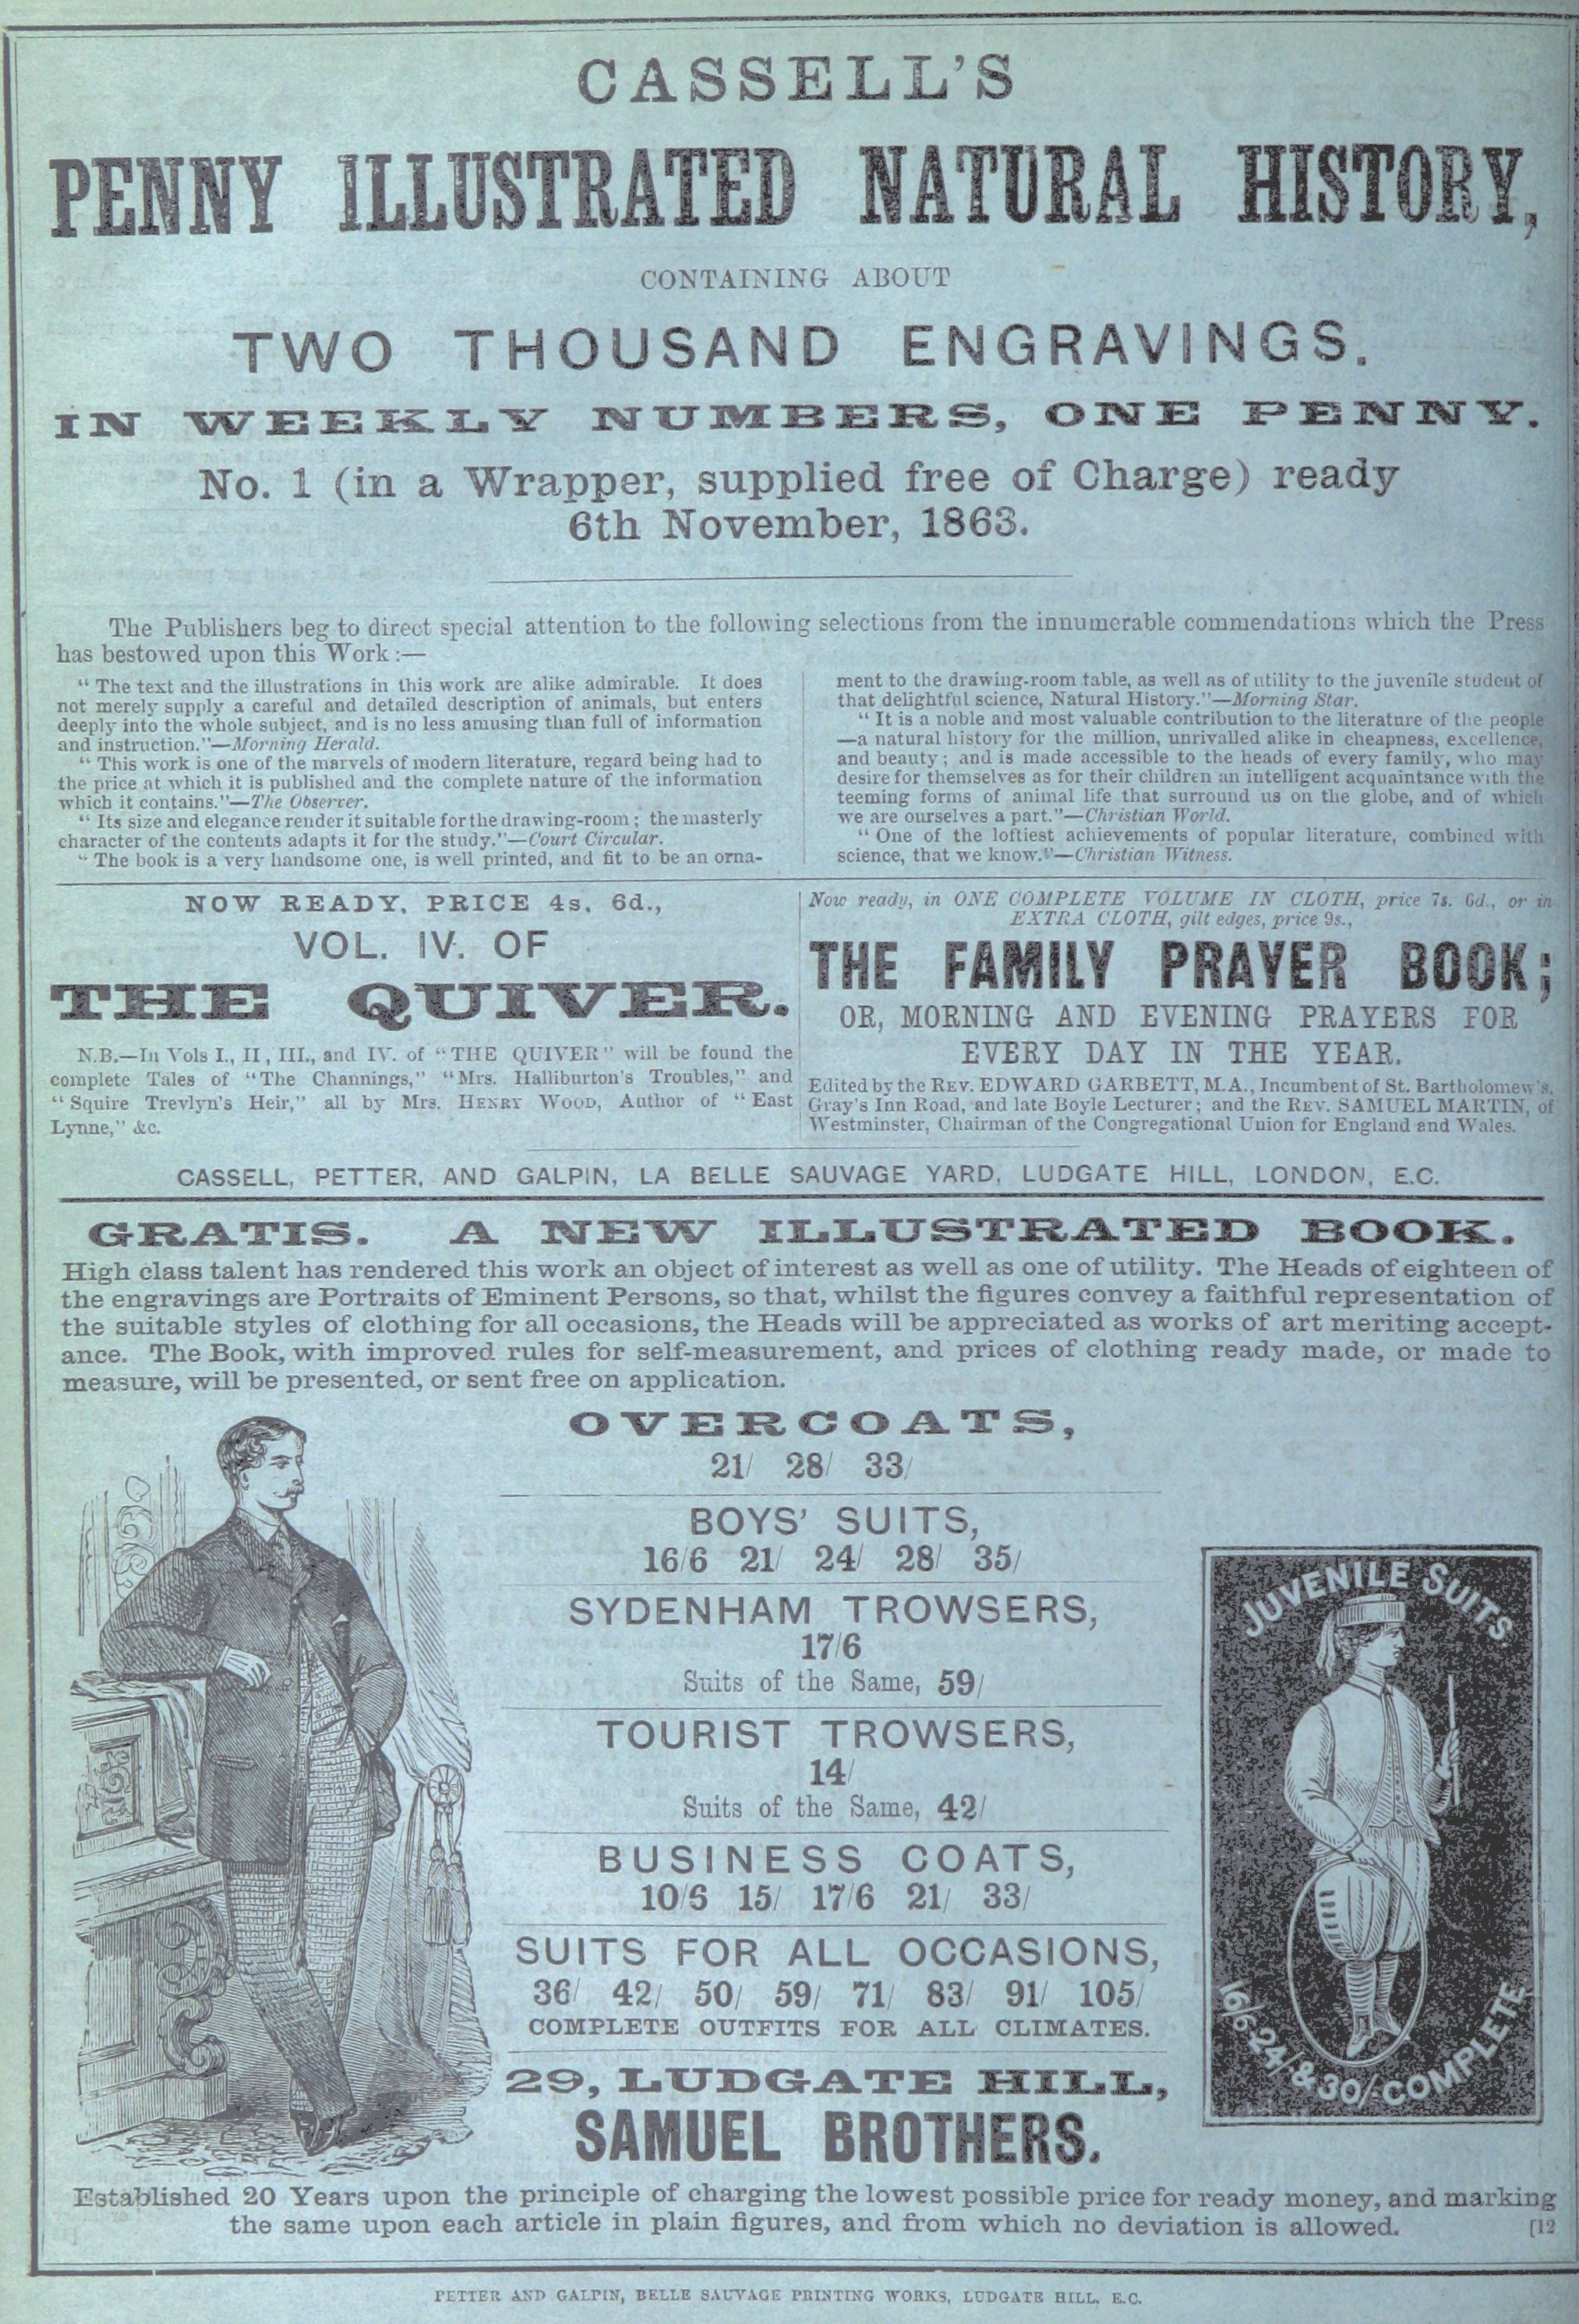 CASSELL'S
PENNY ILLUSTRATED NATURAL HISTORY,
CONTAINING ABOUT
TWO THOUSAND ENGRAVINGS.
IN WEEKLY NUMBERS, ONE PENNY.
No. 1 (in a Wrapper, supplied free of Charge) ready
6th November, 1863.
The Publishers beg to direct special attention to the following selections from the innumerable commendations which the Press
has bestowed upon this Work:—
"The text and the illustrations in this work are alike admirable. It does
not merely supply a careful and detailed description of animals, but enters
deeply into the whole subject, and is no less amusing than full of information
and instruction."—Morning Herald.
"This work is one of the marvels of modern literature, regard being had to
the price at which it is published and the complete nature of the information
which it contains."—The Observer.
"Its size and elegance render it suitable for the drawing-room; the masterly
character of the contents adapts it for the study."—Court Circular.
"The book is a very handsome one, is well printed, and fit to be an orna-
ment to the drawing-room table, as well as of utility to the juvenile student of
that delightful science, Natural History."—Morning Star.
"It is a noble and most valuable contribution to the literature of the people
—a natural history for the million, unrivalled alike in cheapness, excellence,
and beauty; and is made accessible to the heads of every family, who may
desire for themselves as for their children an intelligent acquaintance with the
teeming forms of animal life that surround us on the globe, and of which
we are ourselves a part."—Christian World.
"One of the loftiest achievements of popular literature, combined with
science, that we know."—Christian Witness.
NOW READY, PRICE 4s. 6d.,
VOL. IV. OF
THE QUIVER.
N.B.—In Vols I., II, III., and IV. of "THE QUIVER" will be found the
complete Tales of "The Channings," "Mrs. Halliburton's Troubles," and
"Squire Trevlyn's Heir," all by Mrs. HENRY WOOD, Author of "East
Lynne," &c.
Now ready, in ONE COMPLETE VOLUME IN CLOTH, price 7s. 6d., or in
EXTRA CLOTH, gilt edges, price 9s.,
THE FAMILY PRAYER BOOK;
OR, MORNING AND EVENING PRAYERS FOR
EVERY DAY IN THE YEAR.
Edited by the REV. EDWARD GARBETT, M.A., Incumbent of St. Bartholomew's,
Gray's Inn Road, and late Boyle Lecturer; and the REV. SAMUEL MARTIN, of
Westminster, Chairman of the Congregational Union for England and Wales.
CASSELL, PETTER, AND GALPIN, LA BELLE SAUVAGE YARD, LUDGATE HILL, LONDON, E.C.
GRATIS. A NEW ILLUSTRATED BOOK.
High class talent has rendered this work an object of interest as well as one of utility. The Heads of eighteen of
the engravings are Portraits of Eminent Persons, so that, whilst the figures convey a faithful representation of
the suitable styles of clothing for all occasions, the Heads will be appreciated as works of art meriting accept-
ance. The Book, with improved rules for self-measurement, and prices of clothing ready made, or made to
measure, will be presented, or sent free on application.
OVERCOATS,
21/ 28/ 33/
BOYS' SUITS,
16/6 21/ 24/ 28/ 35/
SYDENHAM TROWSERS,
17/6
Suits of the Same, 59/
TOURIST TROWSERS,
14/
Suits of the Same, 42/
BUSINESS COATS,
10/6 15/ 17/6 21/ 33/
SUITS FOR ALL OCCASIONS,
36/ 42/ 50/ 59/ 71/ 83/ 91/ 105/
COMPLETE OUTFITS FOR ALL CLIMATES.
29, LUDGATE HILL,
SAMUEL BROTHERS.
JUVENILE SUITS
16/6 24/ & 30/ COMPLETE
Established 20 Years upon the principle of charging the lowest possible price for ready money, and marking
the same upon each article in plain figures, and from which no deviation is allowed. [12
PETTER AND GALPIN, BELLE SAUVAGE PRINTING WORKS, LUDGATE HILL, E.C.